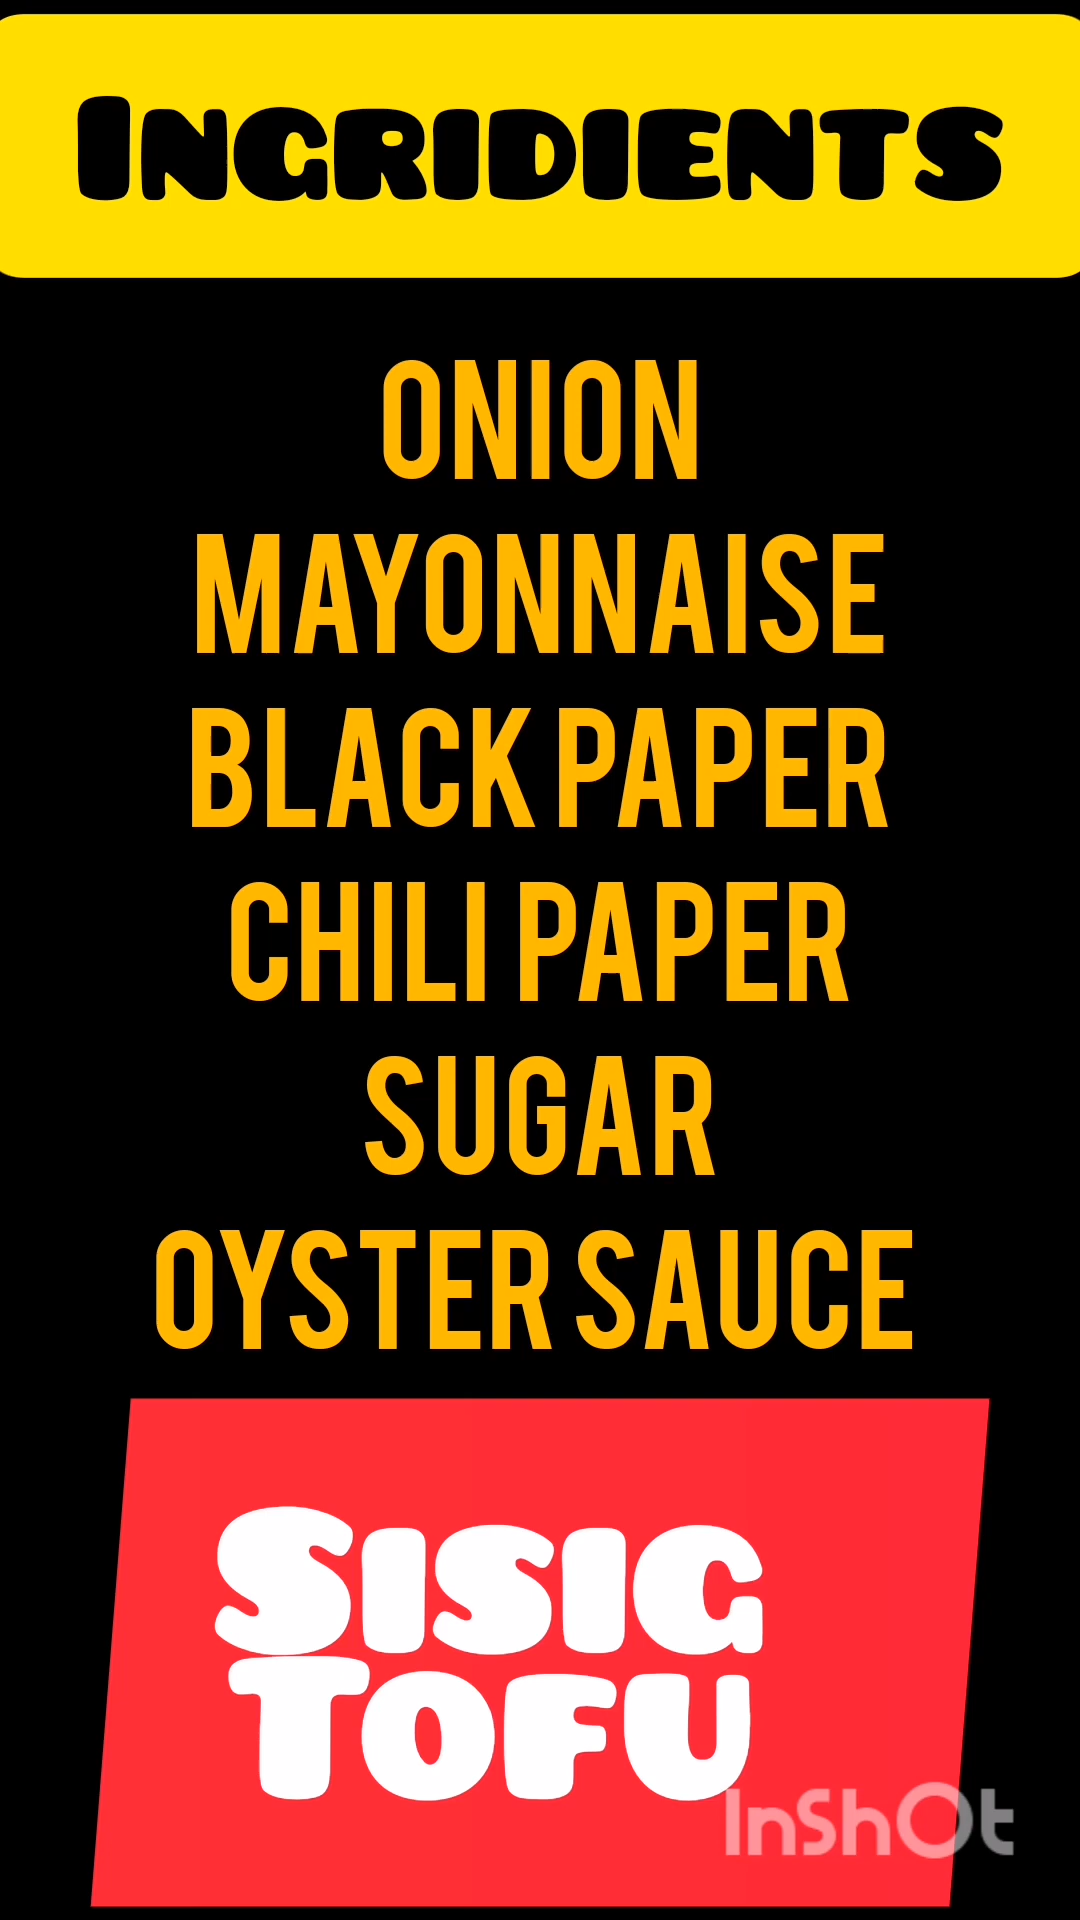 INGRIDIENTS
ONION
MAYONNAISE
BLACK PAPER
CHILI PAPER
SUGAR
OYSTER SAUCE
SISIG
TOFU
InShOt